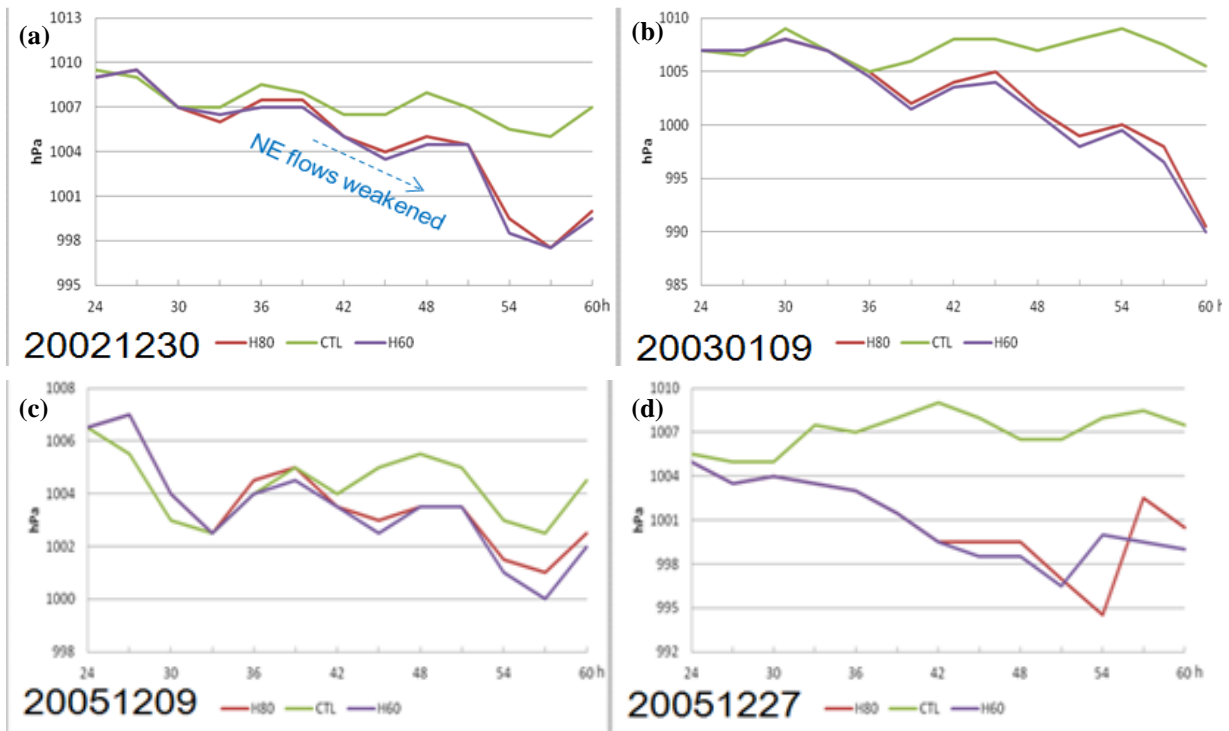 (a)
1013
1010
1007
1004
1001
998
995
hPa
NE flows weakened
24 30 36 42 48 54 60 h
20021230
H80 CTL H60
(b)
1010
1005
1000
995
990
985
hPa
24 30 36 42 48 54 60 h
20030109
H80 CTL H60
(c)
1008
1006
1004
1002
1000
998
hPa
24 30 36 42 48 54 60 h
20051209
H80 CTL H60
(d)
1010
1007
1004
1001
998
995
992
hPa
24 30 36 42 48 54 60 h
20051227
H80 CTL H60